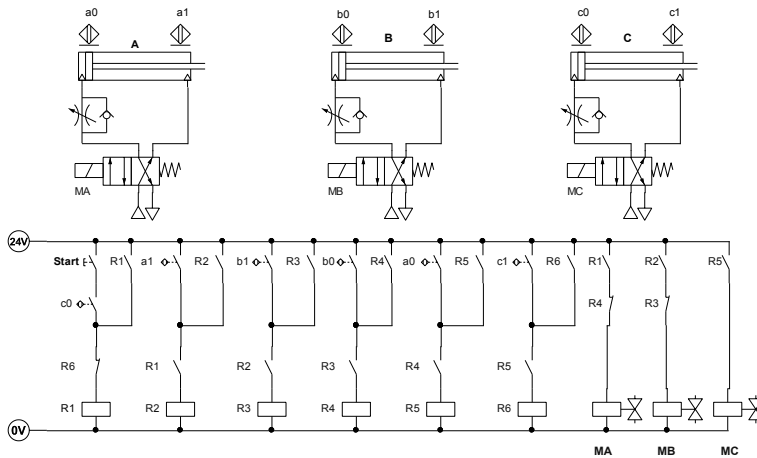 a0 a1 b0 b1 c0 c1
A B C
MA MB MC
24V
Start R1 a1 R2 b1 R3 b0 R4 a0 R5 c1 R6 R1 R2 R5
c0 R4 R3
R6 R1 R2 R3 R4 R5
R1 R2 R3 R4 R5 R6
0V
MA MB MC